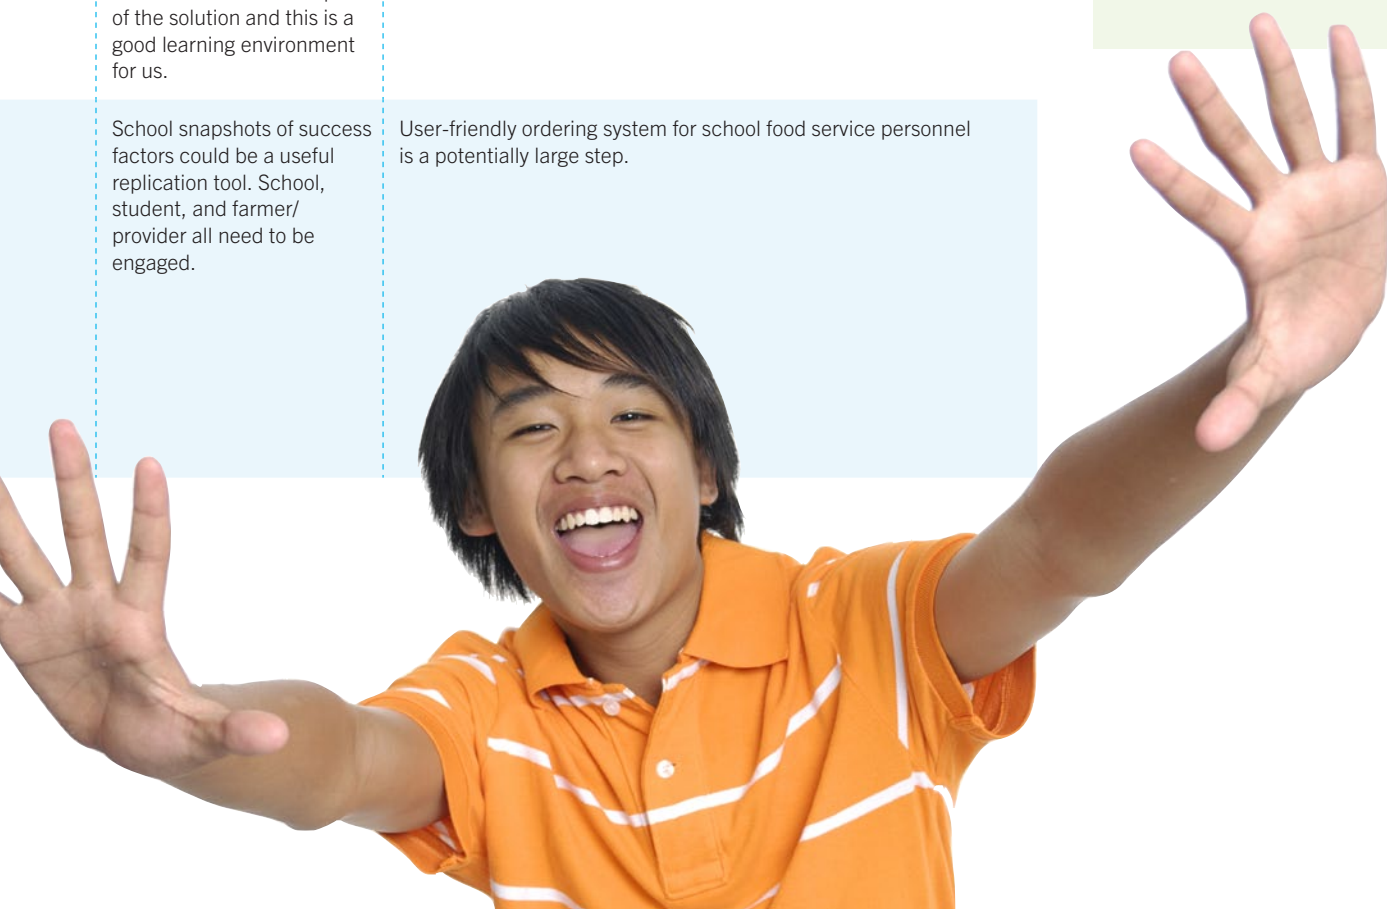 of the solution and this is a
good learning environment
for us.
School snapshots of success
factors could be a useful
replication tool. School,
student, and farmer/
provider all need to be
engaged.
User-friendly ordering system for school food service personnel
is a potentially large step.